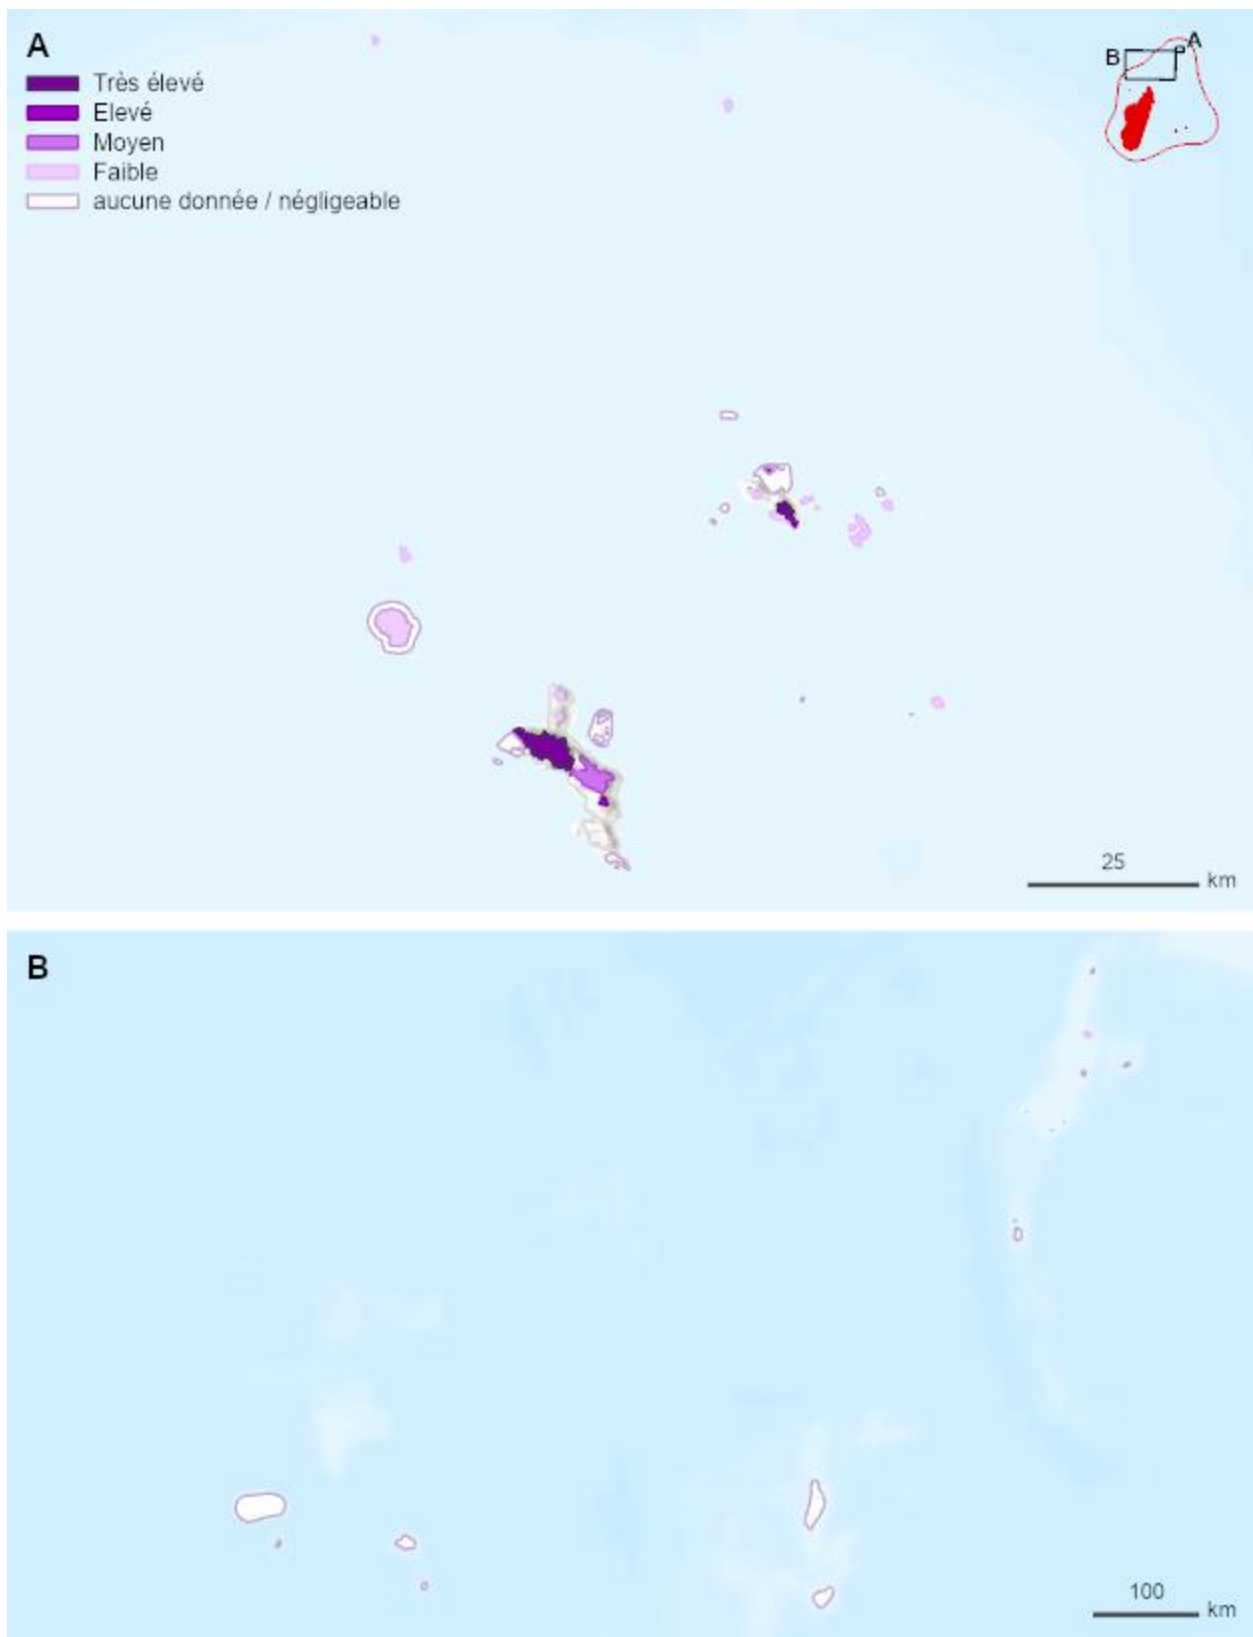 A
Très élevé
Elevé
Moyen
Faible
aucune donnée / négligeable
A
B
25
km
B
100
km